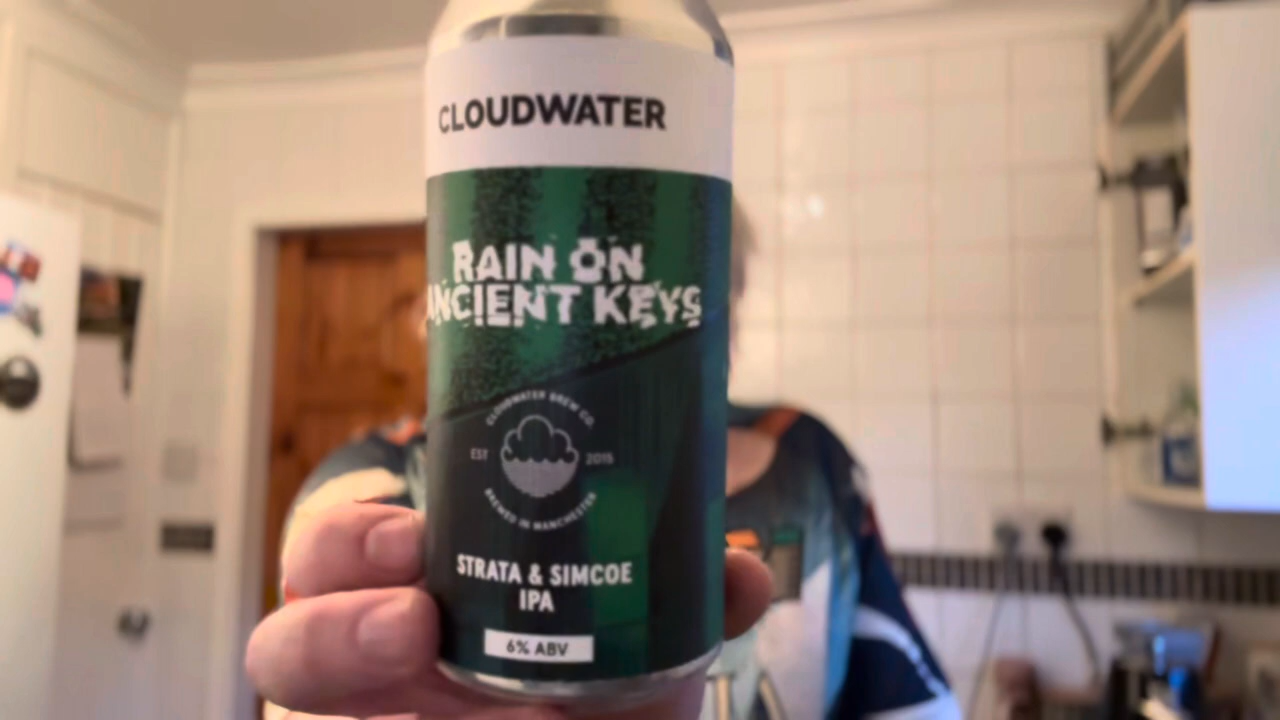 CLOUDWATER
RAIN ON
ANCIENT KEYS
CLOUDWATER BREW CO.
EST 2015
BREWED IN MANCHESTER
STRATA & SIMCOE
IPA
6% ABV